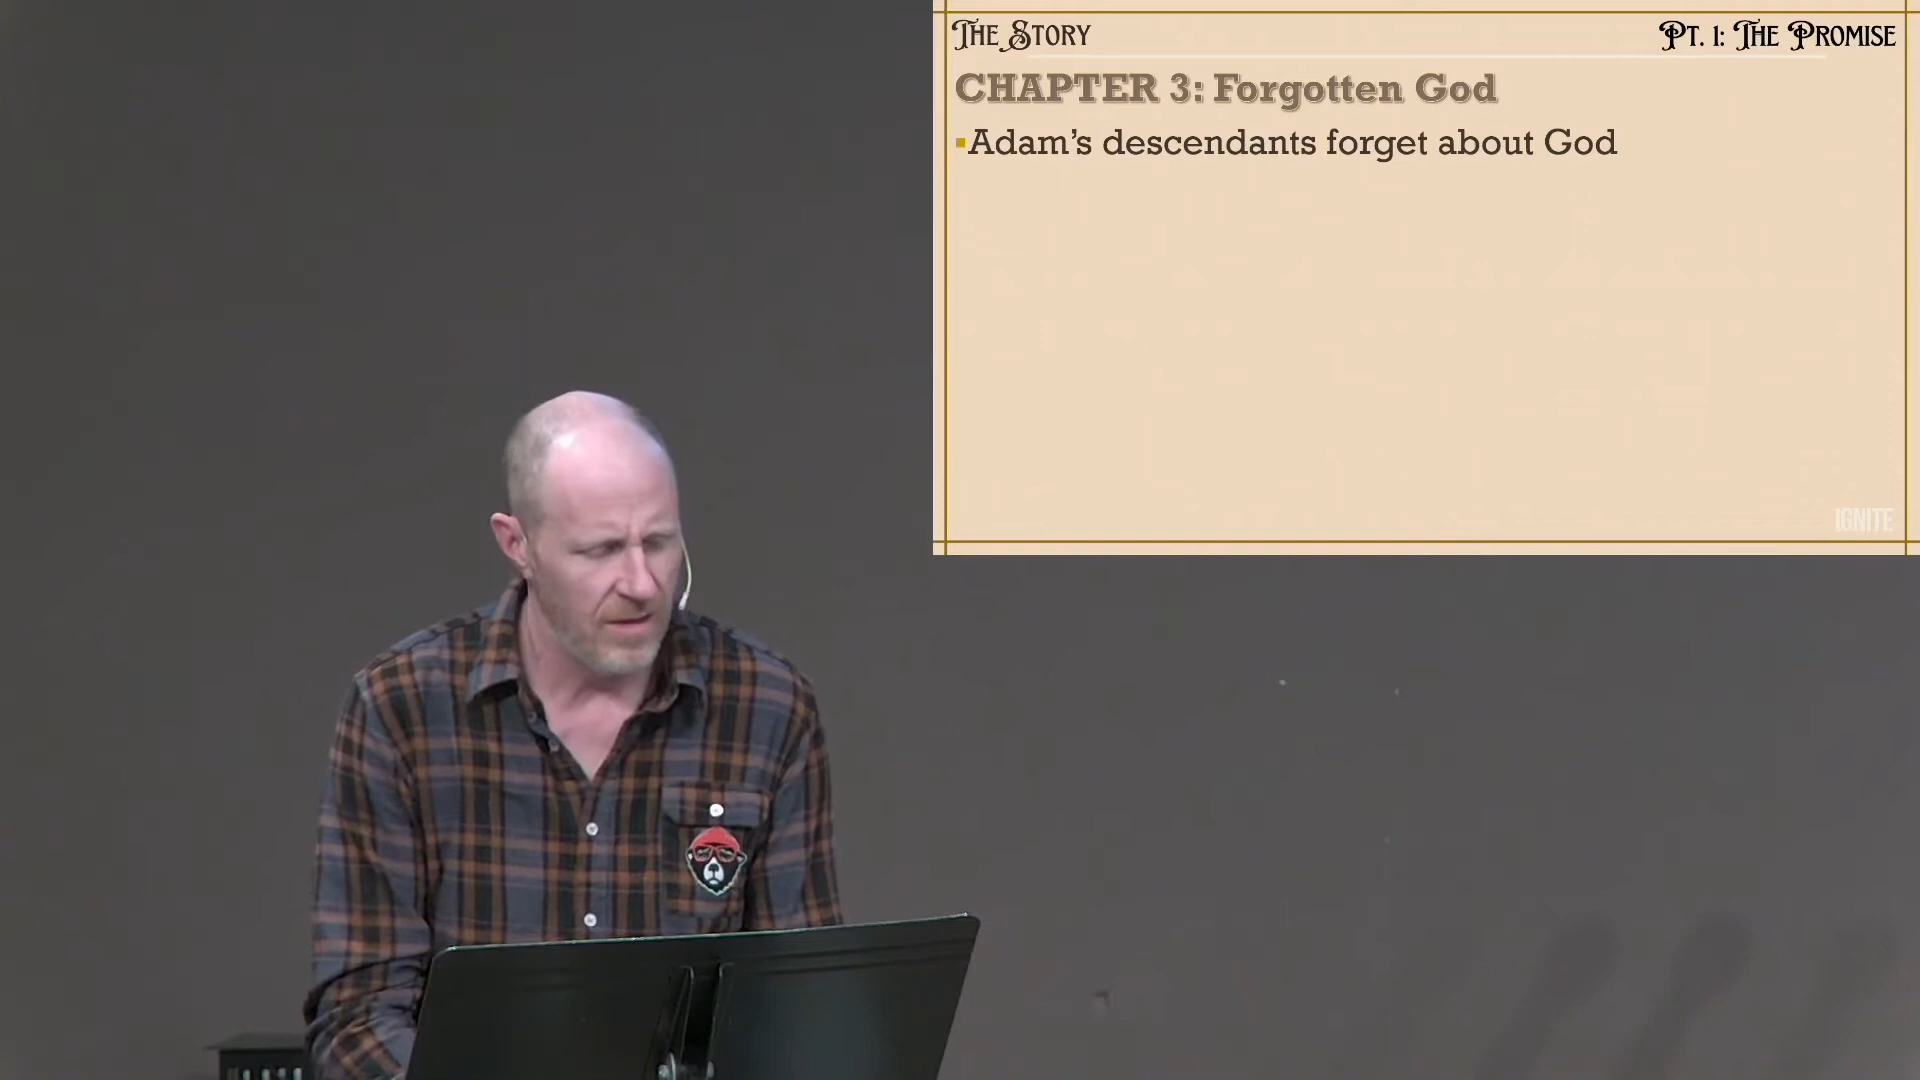 The Story
Pt. 1: The Promise
CHAPTER 3: Forgotten God
▪Adam's descendants forget about God
IGNITE